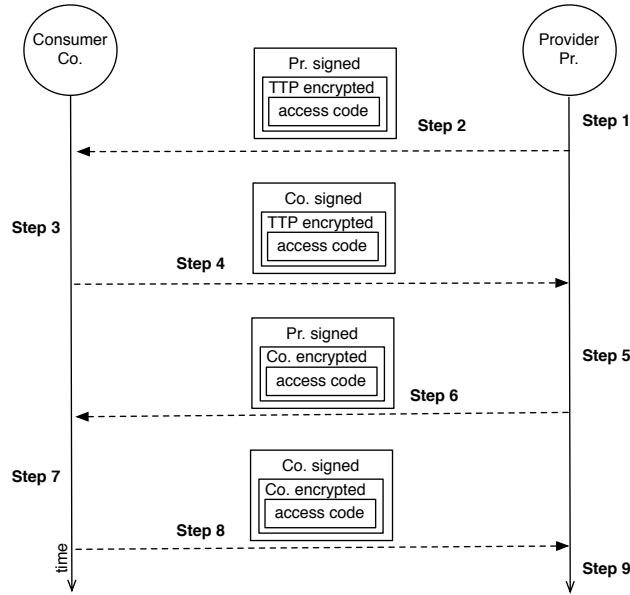 Consumer
Co.
Provider
Pr.
Pr. signed
TTP encrypted
access code
Step 1
Step 2
Co. signed
TTP encrypted
access code
Step 3
Step 4
Pr. signed
Co. encrypted
access code
Step 5
Step 6
Co. signed
Co. encrypted
access code
Step 7
Step 8
time
Step 9